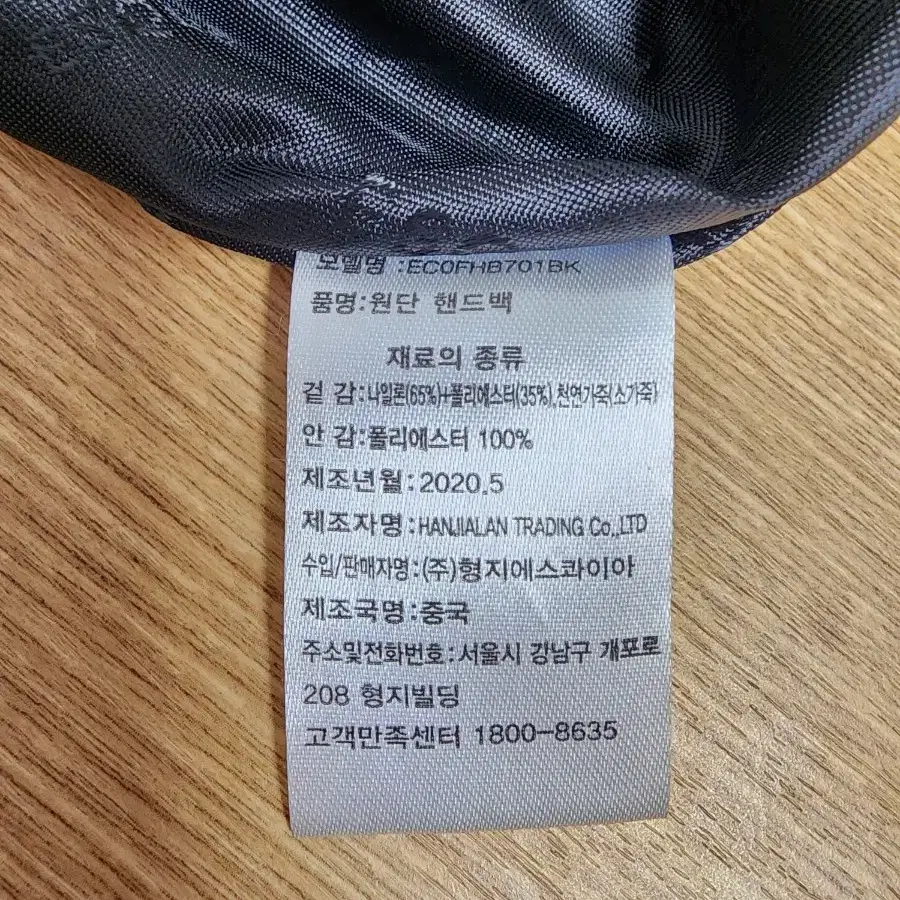 모델명 :EC0FHB701BK
품명:원단 핸드백
재료의 종류
겉 감:나일론(65%)+폴리에스터(35%),천연가죽(소가죽)
안 감:폴리에스터 100%
제조년월:2020.5
제조자명:HANJIALAN TRADING Co.,LTD
수입/판매자명:(주)형지에스콰이아
제조국명:중국
주소및전화번호:서울시 강남구 개포로
208 형지빌딩
고객만족센터 1800-8635